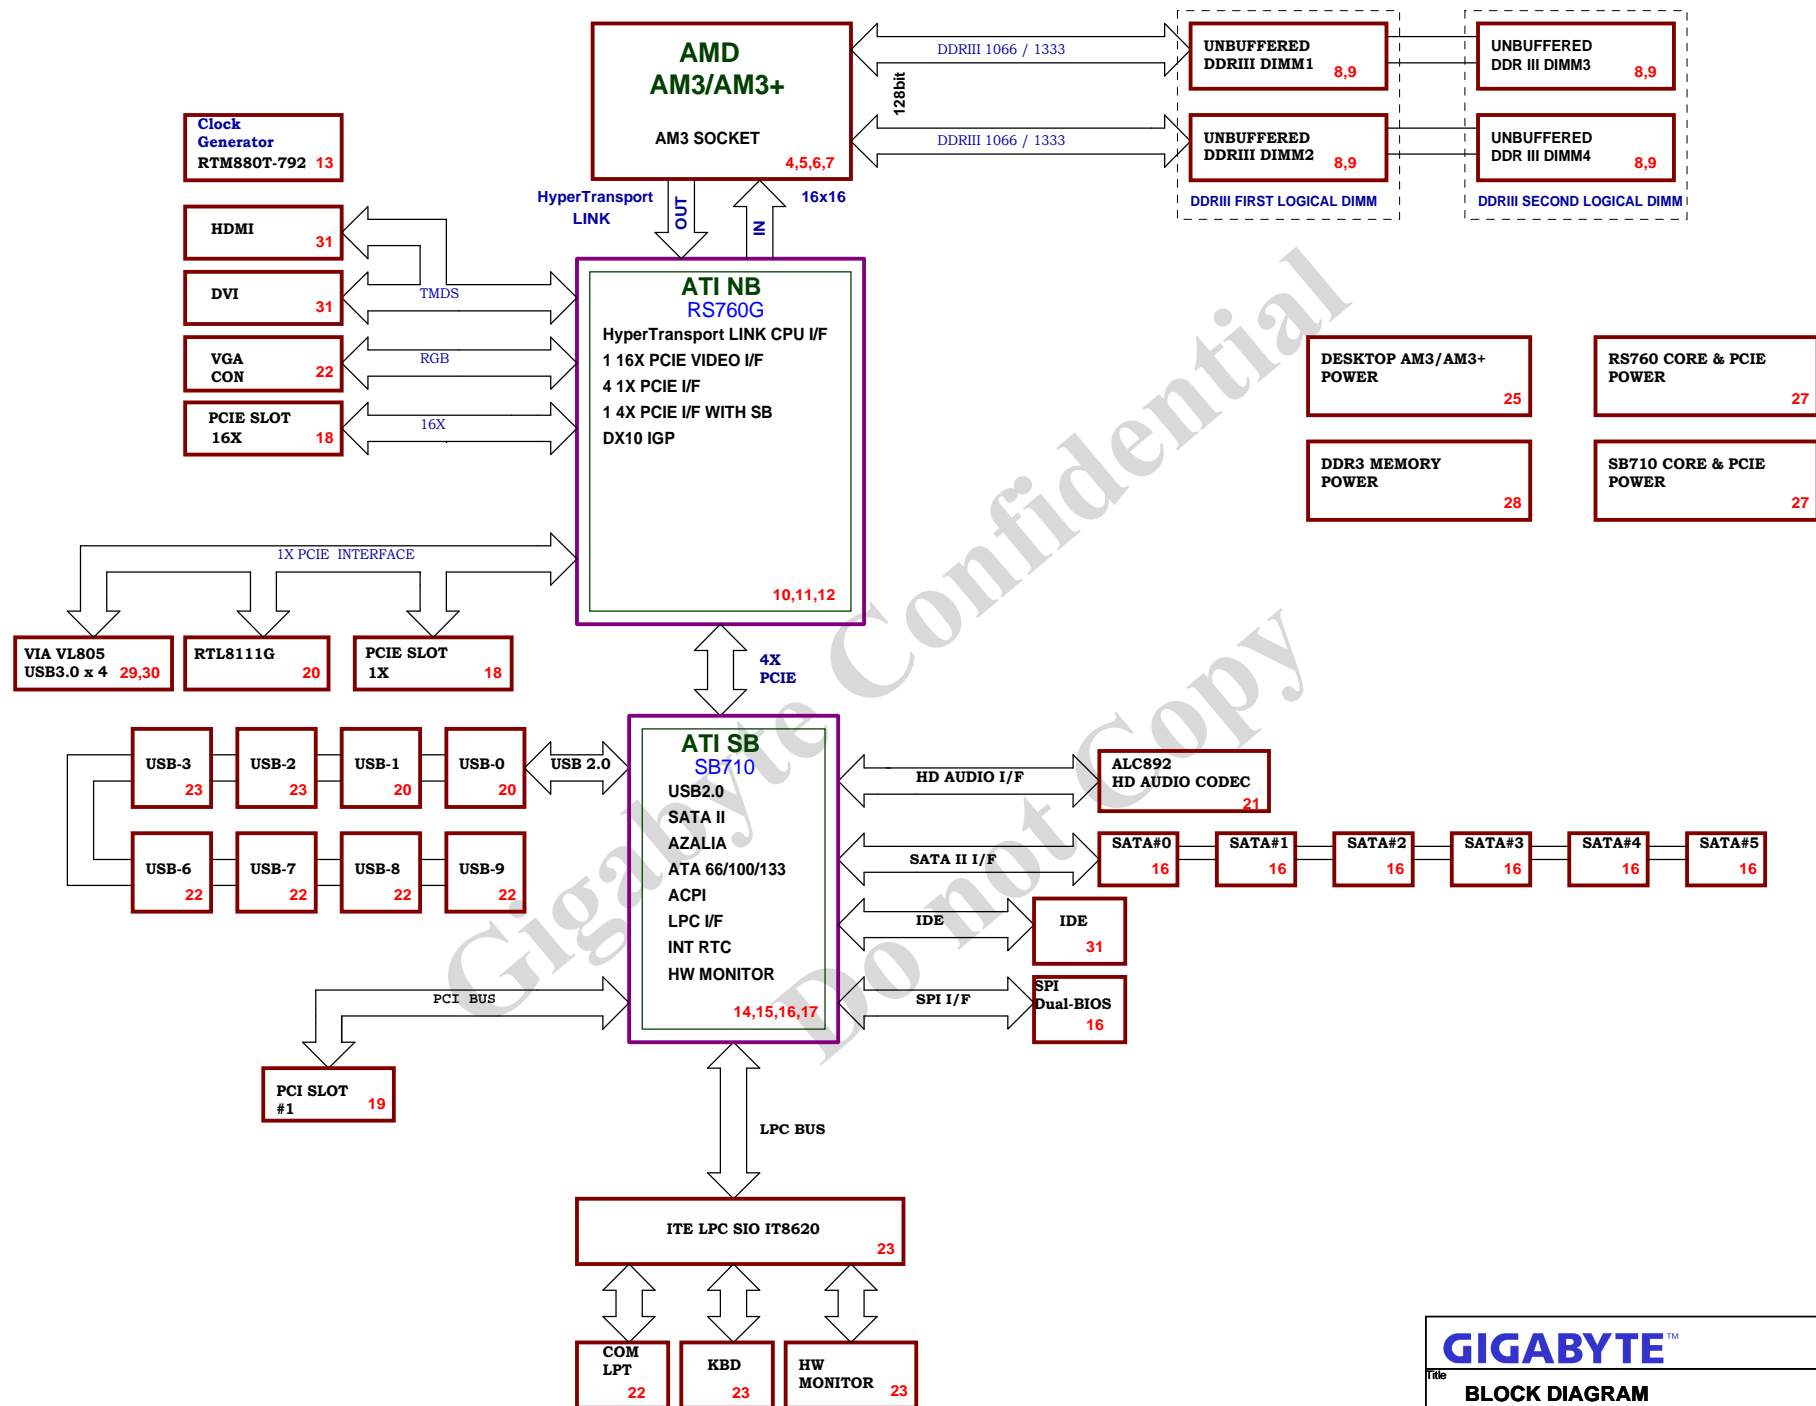 AMD
AM3/AM3+
AM3 SOCKET
4,5,6,7
DDRIII 1066 / 1333
128bit
DDRIII 1066 / 1333
UNBUFFERED
DDRIII DIMM1
8,9
UNBUFFERED
DDR III DIMM3
8,9
UNBUFFERED
DDRIII DIMM2
8,9
UNBUFFERED
DDR III DIMM4
8,9
DDRIII FIRST LOGICAL DIMM
DDRIII SECOND LOGICAL DIMM
Clock
Generator
RTM880T-792 13
HyperTransport
LINK
OUT
IN
16x16
HDMI
31
DVI
31
TMDS
VGA
CON
22
RGB
PCIE SLOT
16X
18
16X
ATI NB
RS760G
HyperTransport LINK CPU I/F
1 16X PCIE VIDEO I/F
4 1X PCIE I/F
1 4X PCIE I/F WITH SB
DX10 IGP
10,11,12
DESKTOP AM3/AM3+
POWER
25
RS760 CORE & PCIE
POWER
27
DDR3 MEMORY
POWER
28
SB710 CORE & PCIE
POWER
27
1X PCIE INTERFACE
VIA VL805
USB3.0 x 4 29,30
RTL8111G
20
PCIE SLOT
1X
18
4X
PCIE
USB-3
23
USB-2
23
USB-1
20
USB-0
20
USB 2.0
USB-6
22
USB-7
22
USB-8
22
USB-9
22
ATI SB
SB710
USB2.0
SATA II
AZALIA
ATA 66/100/133
ACPI
LPC I/F
INT RTC
HW MONITOR
14,15,16,17
HD AUDIO I/F
ALC892
HD AUDIO CODEC
21
SATA II I/F
SATA#0
16
SATA#1
16
SATA#2
16
SATA#3
16
SATA#4
16
SATA#5
16
IDE
IDE
31
SPI I/F
SPI
Dual-BIOS
16
PCI BUS
PCI SLOT
#1
19
LPC BUS
ITE LPC SIO IT8620
23
COM
LPT
22
KBD
23
HW
MONITOR
23
Gigabyte Confidential
Do not Copy
GIGABYTE™
Title
BLOCK DIAGRAM